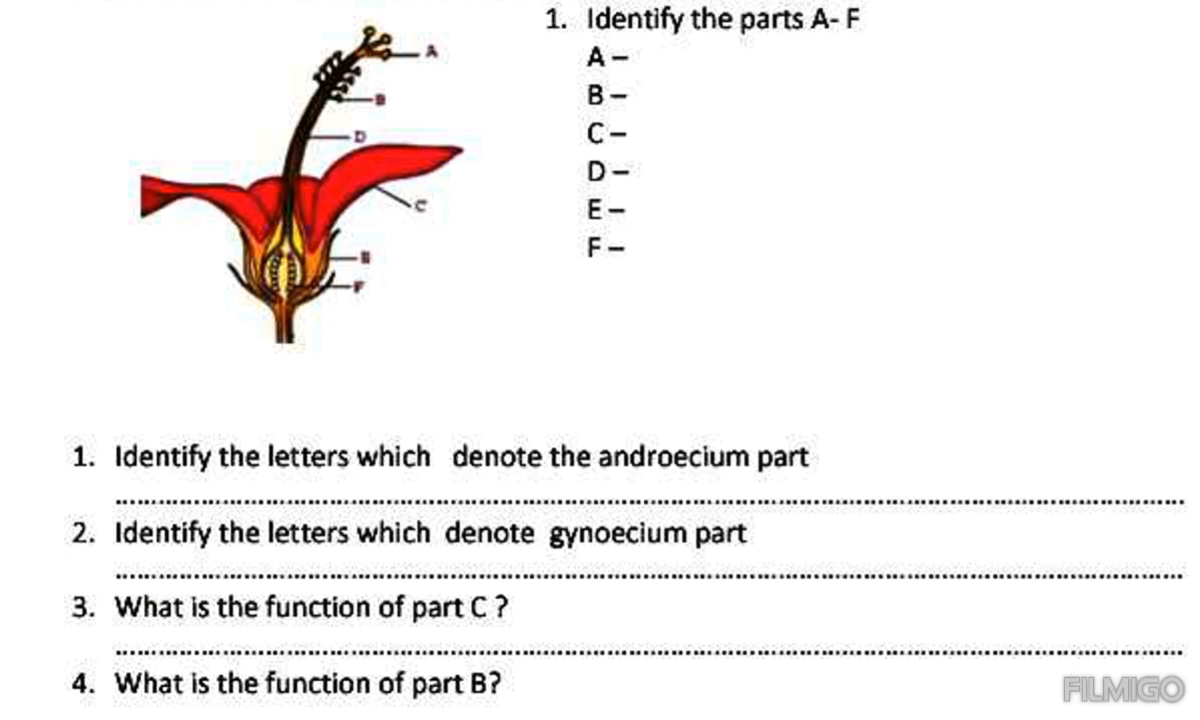 1. Identify the parts A- F
A –
B –
C –
D –
E –
F –
A
B
D
C
E
F
1. Identify the letters which denote the androecium part
2. Identify the letters which denote gynoecium part
3. What is the function of part C ?
4. What is the function of part B?
FILMIGO